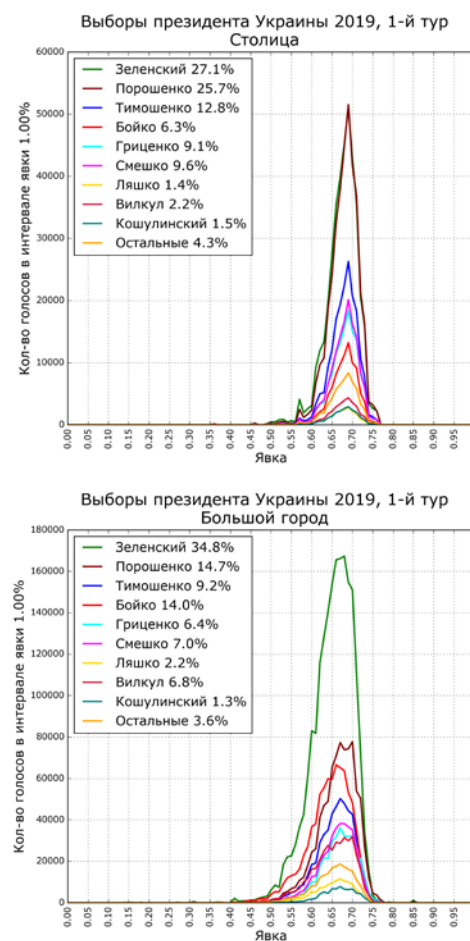 Выборы президента Украины 2019, 1-й тур
Столица
Кол-во голосов в интервале явки 1.00%
60000
50000
40000
30000
20000
10000
0
Зеленский 27.1%
Порошенко 25.7%
Тимошенко 12.8%
Бойко 6.3%
Гриценко 9.1%
Смешко 9.6%
Ляшко 1.4%
Вилкул 2.2%
Кошулинский 1.5%
Остальные 4.3%
0.00 0.05 0.10 0.15 0.20 0.25 0.30 0.35 0.40 0.45 0.50 0.55 0.60 0.65 0.70 0.75 0.80 0.85 0.90 0.95
Явка
Выборы президента Украины 2019, 1-й тур
Большой город
Кол-во голосов в интервале явки 1.00%
180000
160000
140000
120000
100000
80000
60000
40000
20000
0
Зеленский 34.8%
Порошенко 14.7%
Тимошенко 9.2%
Бойко 14.0%
Гриценко 6.4%
Смешко 7.0%
Ляшко 2.2%
Вилкул 6.8%
Кошулинский 1.3%
Остальные 3.6%
0.00 0.05 0.10 0.15 0.20 0.25 0.30 0.35 0.40 0.45 0.50 0.55 0.60 0.65 0.70 0.75 0.80 0.85 0.90 0.95
Явка